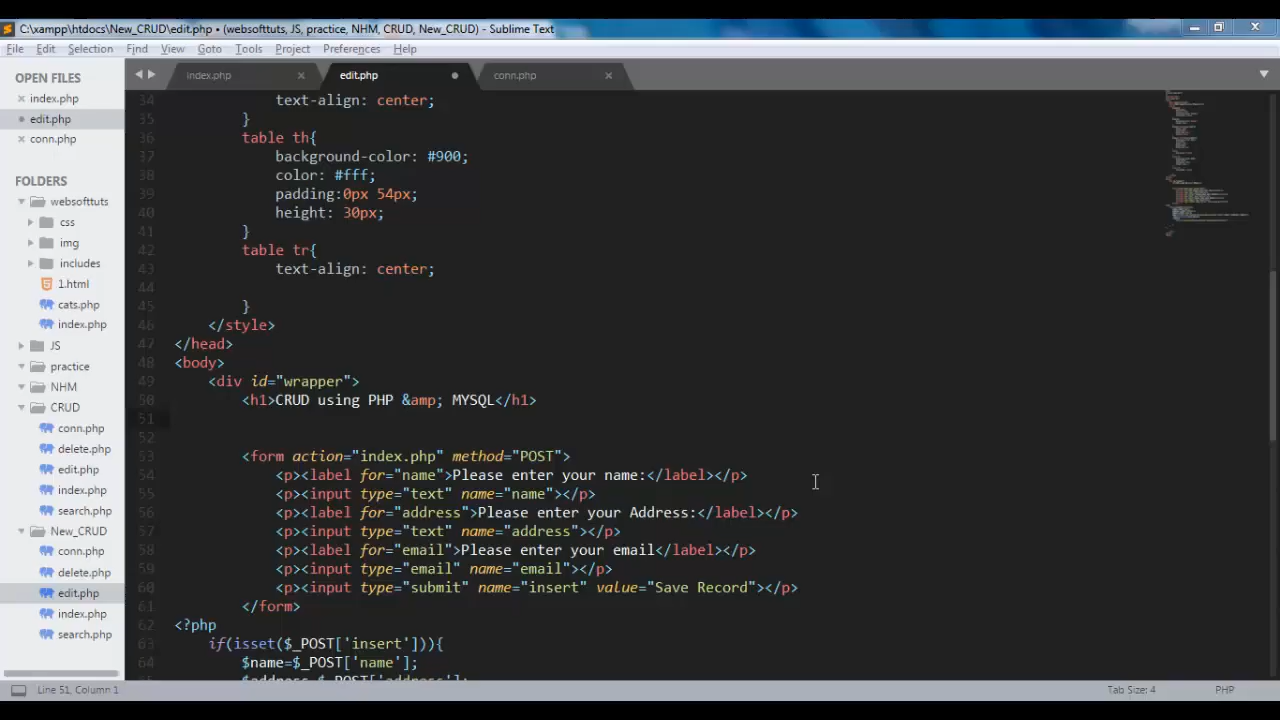 C:\xampp\htdocs\New_CRUD\edit.php • (websofttuts, JS, practice, NHM, CRUD, New_CRUD) - Sublime Text
File Edit Selection Find View Goto Tools Project Preferences Help
OPEN FILES
index.php
edit.php
conn.php
FOLDERS
websofttuts
css
img
includes
1.html
cats.php
index.php
JS
practice
NHM
CRUD
conn.php
delete.php
edit.php
index.php
search.php
New_CRUD
conn.php
delete.php
edit.php
index.php
search.php
index.php edit.php conn.php
34 text-align: center;
35 }
36 table th{
37 background-color: #900;
38 color: #fff;
39 padding:0px 54px;
40 height: 30px;
41 }
42 table tr{
43 text-align: center;
44
45 }
46 </style>
47 </head>
48 <body>
49 <div id="wrapper">
50 <h1>CRUD using PHP &amp; MYSQL</h1>
51
52
53 <form action="index.php" method="POST">
54 <p><label for="name">Please enter your name:</label></p>
55 <p><input type="text" name="name"></p>
56 <p><label for="address">Please enter your Address:</label></p>
57 <p><input type="text" name="address"></p>
58 <p><label for="email">Please enter your email</label></p>
59 <p><input type="email" name="email"></p>
60 <p><input type="submit" name="insert" value="Save Record"></p>
61 </form>
62 <?php
63 if(isset($_POST['insert'])){
64 $name=$_POST['name'];
Line 51, Column 1 Tab Size: 4 PHP